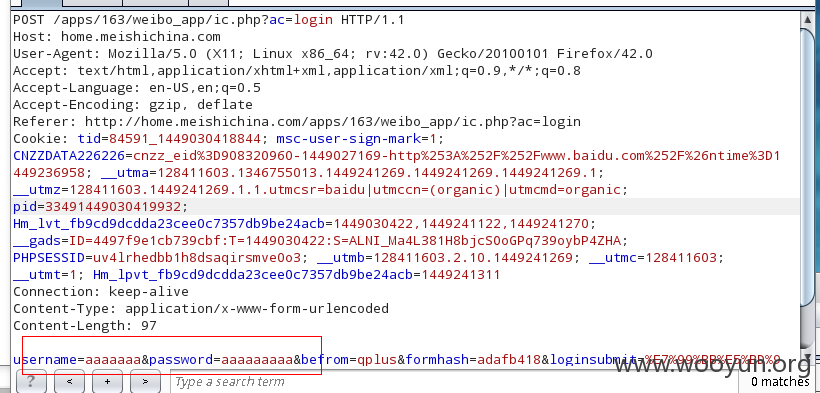 POST /apps/163/weibo_app/ic.php?ac=login HTTP/1.1
Host: home.meishichina.com
User-Agent: Mozilla/5.0 (X11; Linux x86_64; rv:42.0) Gecko/20100101 Firefox/42.0
Accept: text/html,application/xhtml+xml,application/xml;q=0.9,*/*;q=0.8
Accept-Language: en-US,en;q=0.5
Accept-Encoding: gzip, deflate
Referer: http://home.meishichina.com/apps/163/weibo_app/ic.php?ac=login
Cookie: tid=84591_1449030418844; msc-user-sign-mark=1;
CNZZDATA226226=cnzz_eid%3D908320960-1449027169-http%253A%252F%252Fwww.baidu.com%252F%26ntime%3D1
449236958; __utma=128411603.1346755013.1449241269.1449241269.1449241269.1;
__utmz=128411603.1449241269.1.1.utmcsr=baidu|utmccn=(organic)|utmcmd=organic;
pid=33491449030419932;
Hm_lvt_fb9cd9dcdda23cee0c7357db9be24acb=1449030422,1449241122,1449241270;
__gads=ID=4497f9e1cb739cbf:T=1449030422:S=ALNI_Ma4L381H8bjcS0oGPq739oybP4ZHA;
PHPSESSID=uv4lrhedbb1h8dsaqirsmve0o3; __utmb=128411603.2.10.1449241269; __utmc=128411603;
__utmt=1; Hm_lpvt_fb9cd9dcdda23cee0c7357db9be24acb=1449241311
Connection: keep-alive
Content-Type: application/x-www-form-urlencoded
Content-Length: 97
username=aaaaaaa&password=aaaaaaaaa&befrom=qplus&formhash=adafb418&loginsubmit=%E7%99%BB%E5%BD%9
www.wooyun.org
? < + > Type a search term 0 matches